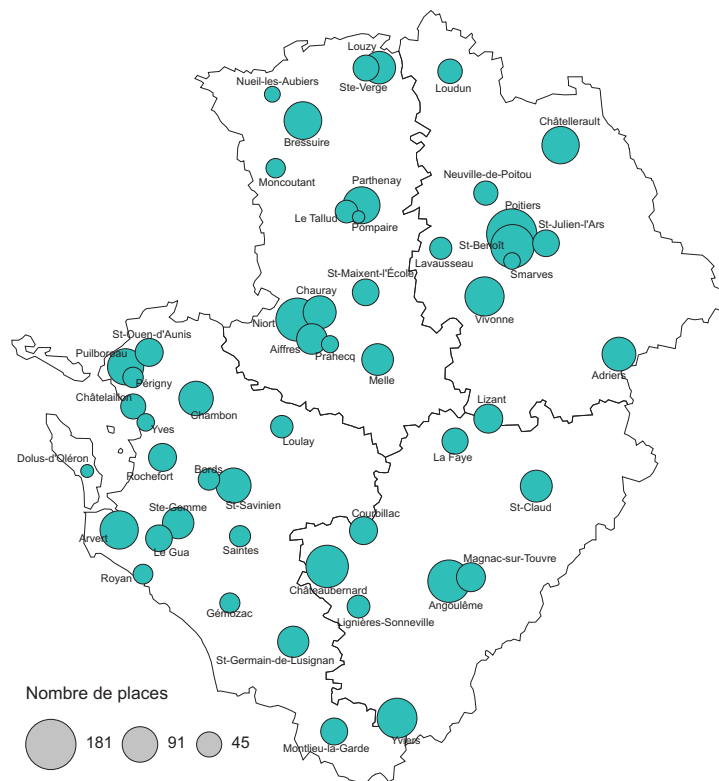 Louzy
Ste-Verge
Loudun
Nueil-les-Aubiers
Bressuire
Châtellerault
Moncoutant
Parthenay
Neuville-de-Poitou
Le Tallud
Pompaire
Poitiers
St-Julien-l'Ars
St-Benoît
Lavausseau
Smarves
St-Maixent-l'École
Chauray
Vivonne
Niort
St-Ouen-d'Aunis
Puilboreau
Aiffres
Prahecq
Melle
Adriers
Périgny
Châtelaillon
Chambon
Lizant
Yves
Loulay
La Faye
Dolus-d'Oléron
Rochefort
Bords
St-Savinien
St-Claud
Ste-Gemme
Courbillac
Arvert
Le Gua
Saintes
Magnac-sur-Touvre
Royan
Châteaubernard
Angoulême
Gémozac
Lignières-Sonneville
St-Germain-de-Lusignan
Nombre de places
181 91 45
Montlieu-la-Garde
Yviers